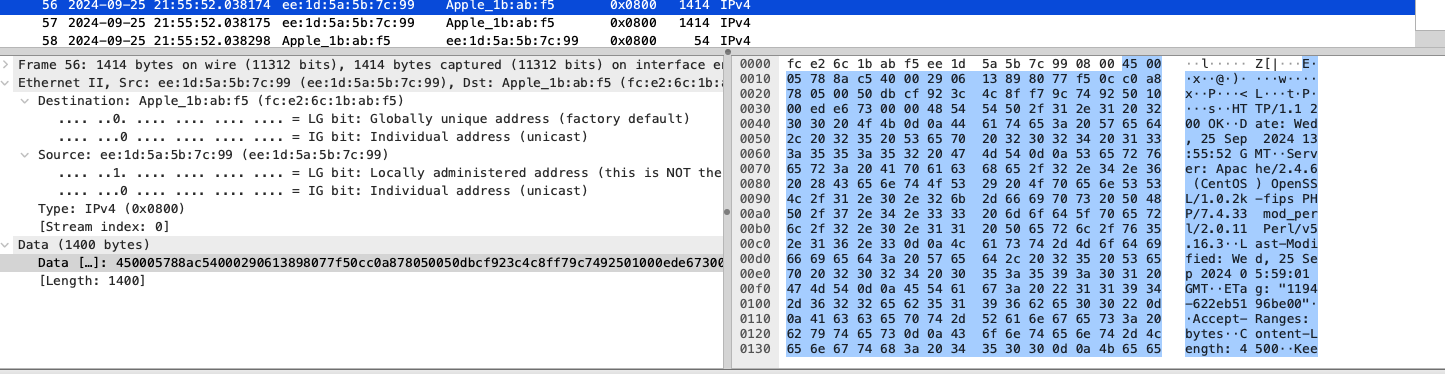 56 2024-09-25 21:55:52.038174 ee:1d:5a:5b:7c:99 Apple_1b:ab:f5 0x0800 1414 IPv4
57 2024-09-25 21:55:52.038175 ee:1d:5a:5b:7c:99 Apple_1b:ab:f5 0x0800 1414 IPv4
58 2024-09-25 21:55:52.038298 Apple_1b:ab:f5 ee:1d:5a:5b:7c:99 0x0800 54 IPv4
Frame 56: 1414 bytes on wire (11312 bits), 1414 bytes captured (11312 bits) on interface e
Ethernet II, Src: ee:1d:5a:5b:7c:99 (ee:1d:5a:5b:7c:99), Dst: Apple_1b:ab:f5 (fc:e2:6c:1b:a
Destination: Apple_1b:ab:f5 (fc:e2:6c:1b:ab:f5)
.... ..0. .... .... .... .... = LG bit: Globally unique address (factory default)
.... ...0 .... .... .... .... = IG bit: Individual address (unicast)
Source: ee:1d:5a:5b:7c:99 (ee:1d:5a:5b:7c:99)
.... ..1. .... .... .... .... = LG bit: Locally administered address (this is NOT the
.... ...0 .... .... .... .... = IG bit: Individual address (unicast)
Type: IPv4 (0x0800)
[Stream index: 0]
Data (1400 bytes)
Data […]: 450005788ac54000290613898077f50cc0a878050050dbcf923c4c8ff79c7492501000ede67300
[Length: 1400]
0000 fc e2 6c 1b ab f5 ee 1d 5a 5b 7c 99 08 00 45 00 ··l····· Z[|···E·
0010 05 78 8a c5 40 00 29 06 13 89 80 77 f5 0c c0 a8 ·x··@·)· ···w····
0020 78 05 00 50 db cf 92 3c 4c 8f f7 9c 74 92 50 10 x··P···< L···t·P·
0030 00 ed e6 73 00 00 48 54 54 50 2f 31 2e 31 20 32 ···s··HT TP/1.1 2
0040 30 30 20 4f 4b 0d 0a 44 61 74 65 3a 20 57 65 64 00 OK··D ate: Wed
0050 2c 20 32 35 20 53 65 70 20 32 30 32 34 20 31 33 , 25 Sep 2024 13
0060 3a 35 35 3a 35 32 20 47 4d 54 0d 0a 53 65 72 76 :55:52 G MT··Serv
0070 65 72 3a 20 41 70 61 63 68 65 2f 32 2e 34 2e 36 er: Apac he/2.4.6
0080 20 28 43 65 6e 74 4f 53 29 20 4f 70 65 6e 53 53 (CentOS ) OpenSS
0090 4c 2f 31 2e 30 2e 32 6b 2d 66 69 70 73 20 50 48 L/1.0.2k -fips PH
00a0 50 2f 37 2e 34 2e 33 33 20 6d 6f 64 5f 70 65 72 P/7.4.33 mod_per
00b0 6c 2f 32 2e 30 2e 31 31 20 50 65 72 6c 2f 76 35 l/2.0.11 Perl/v5
00c0 2e 31 36 2e 33 0d 0a 4c 61 73 74 2d 4d 6f 64 69 .16.3··L ast-Modi
00d0 66 69 65 64 3a 20 57 65 64 2c 20 32 35 20 53 65 fied: We d, 25 Se
00e0 70 20 32 30 32 34 20 30 35 3a 35 39 3a 30 31 20 p 2024 0 5:59:01
00f0 47 4d 54 0d 0a 45 54 61 67 3a 20 22 31 31 39 34 GMT··ETa g: "1194
0100 2d 36 32 32 65 62 35 31 39 36 62 65 30 30 22 0d -622eb51 96be00"·
0110 0a 41 63 63 65 70 74 2d 52 61 6e 67 65 73 3a 20 ·Accept- Ranges:
0120 62 79 74 65 73 0d 0a 43 6f 6e 74 65 6e 74 2d 4c bytes··C ontent-L
0130 65 6e 67 74 68 3a 20 34 35 30 30 0d 0a 4b 65 65 ength: 4 500··Kee